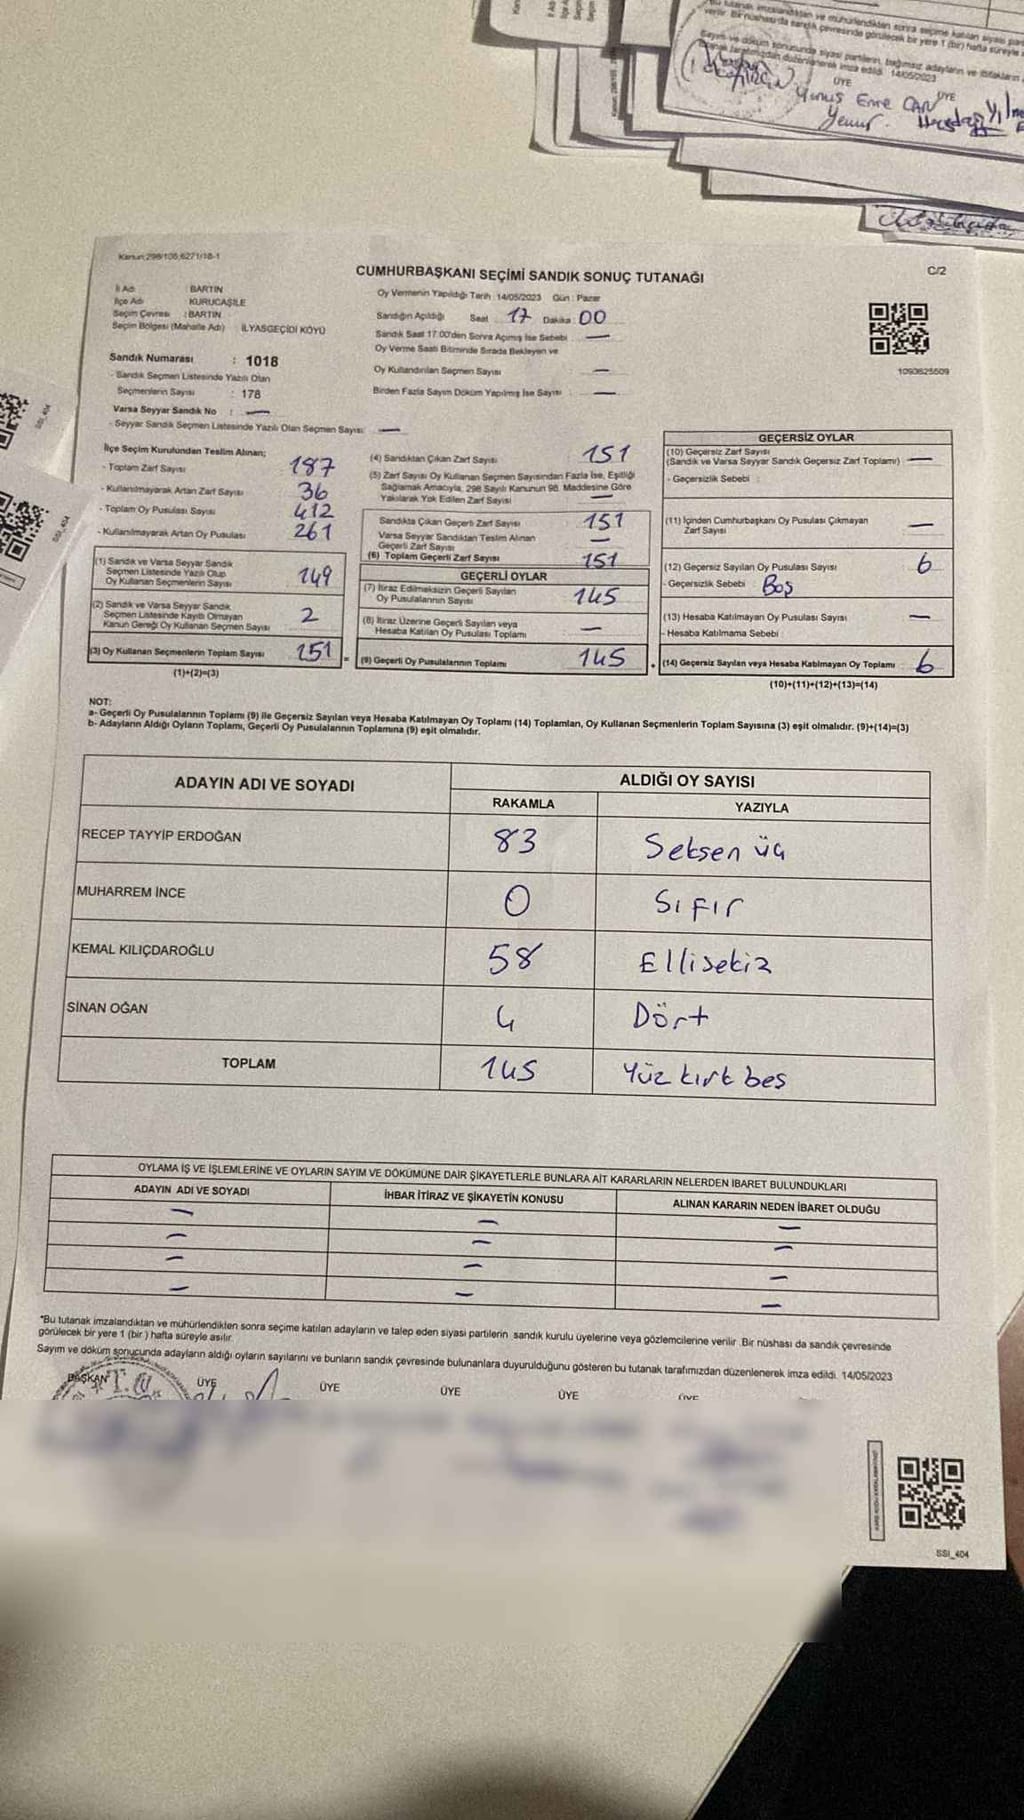 Sayım ve döküm sonucunda siyasi partilerin, bağımsız adayların ve ittifakların
tarafımızdan düzenlenerek imza edildi. 14/05/2023
ÜYE
ÜYE
Yunus Emre CAN
Kanun:298/105;6271/18-1
CUMHURBAŞKANI SEÇİMİ SANDIK SONUÇ TUTANAĞI
C/2
İl Adı : BARTIN
İlçe Adı : KURUCAŞİLE
Seçim Çevresi : BARTIN
Seçim Bölgesi (Mahalle Adı) : İLYASGEÇİDİ KÖYÜ
Oy Vermenin Yapıldığı Tarih : 14/05/2023 Gün : Pazar
Sandığın Açıldığı Saat 17 Dakika 00
Sandık Saat 17:00'den Sonra Açımış İse Sebebi : —
Oy Verme Saati Bitiminde Sırada Bekleyen ve
Oy Kullandırılan Seçmen Sayısı —
Birden Fazla Sayım Döküm Yapılmış İse Sayısı : —
1093625509
Sandık Numarası : 1018
- Sandık Seçmen Listesinde Yazılı Olan
Seçmenlerin Sayısı : 178
Varsa Seyyar Sandık No : —
- Seyyar Sandık Seçmen Listesinde Yazılı Olan Seçmen Sayısı: —
İlçe Seçim Kurulundan Teslim Alınan;
- Toplam Zarf Sayısı 187
- Kullanılmayarak Artan Zarf Sayısı 36
- Toplam Oy Pusulası Sayısı 412
- Kullanılmayarak Artan Oy Pusulası 261
(1) Sandık ve Varsa Seyyar Sandık
Seçmen Listesinde Yazılı Olup
Oy Kullanan Seçmenlerin Sayısı 149
(2) Sandık ve Varsa Seyyar Sandık
Seçmen Listesinde Kayıtlı Olmayan
Kanun Gereği Oy Kullanan Seçmen Sayısı 2
(3) Oy Kullanan Seçmenlerin Toplam Sayısı 151
(1)+(2)=(3)
(4) Sandıktan Çıkan Zarf Sayısı 151
(5) Zarf Sayısı Oy Kullanan Seçmen Sayısından Fazla İse, Eşitliği
Sağlamak Amacıyla, 298 Sayılı Kanunun 98. Maddesine Göre
Yakılarak Yok Edilen Zarf Sayısı —
Sandıkta Çıkan Geçerli Zarf Sayısı 151
Varsa Seyyar Sandıktan Teslim Alınan
Geçerli Zarf Sayısı —
(6) Toplam Geçerli Zarf Sayısı 151
GEÇERLİ OYLAR
(7) İtiraz Edilmeksizin Geçerli Sayılan
Oy Pusulalarının Sayısı 145
(8) İtiraz Üzerine Geçerli Sayılan veya
Hesaba Katılan Oy Pusulası Toplamı —
= (9) Geçerli Oy Pusulalarının Toplamı 145
GEÇERSİZ OYLAR
(10) Geçersiz Zarf Sayısı
(Sandık ve Varsa Seyyar Sandık Geçersiz Zarf Toplamı) —
- Geçersizlik Sebebi :
(11) İçinden Cumhurbaşkanı Oy Pusulası Çıkmayan
Zarf Sayısı —
(12) Geçersiz Sayılan Oy Pusulası Sayısı 6
- Geçersizlik Sebebi : Boş
(13) Hesaba Katılmayan Oy Pusulası Sayısı —
- Hesaba Katılmama Sebebi :
+ (14) Geçersiz Sayılan veya Hesaba Katılmayan Oy Toplamı 6
(10)+(11)+(12)+(13)=(14)
NOT:
a- Geçerli Oy Pusulalarının Toplamı (9) ile Geçersiz Sayılan veya Hesaba Katılmayan Oy Toplamı (14) Toplamları, Oy Kullanan Seçmenlerin Toplam Sayısına (3) eşit olmalıdır. (9)+(14)=(3)
b- Adayların Aldığı Oyların Toplamı, Geçerli Oy Pusulalarının Toplamına (9) eşit olmalıdır.
ADAYIN ADI VE SOYADI
ALDIĞI OY SAYISI
RAKAMLA YAZIYLA
RECEP TAYYİP ERDOĞAN 83 Seksen üç
MUHARREM İNCE 0 Sıfır
KEMAL KILIÇDAROĞLU 58 Ellisekiz
SİNAN OĞAN 4 Dört
TOPLAM 145 Yüz kırk beş
OYLAMA İŞ VE İŞLEMLERİNE VE OYLARIN SAYIM VE DÖKÜMÜNE DAİR ŞİKAYETLERLE BUNLARA AİT KARARLARIN NELERDEN İBARET BULUNDUKLARI
ADAYIN ADI VE SOYADI İHBAR İTİRAZ VE ŞİKAYETİN KONUSU ALINAN KARARIN NEDEN İBARET OLDUĞU
— — —
— — —
— — —
— — —
*Bu tutanak imzalandıktan ve mühürlendikten sonra seçime katılan adayların ve talep eden siyasi partilerin sandık kurulu üyelerine veya gözlemcilerine verilir. Bir nüshası da sandık çevresinde
görülecek bir yere 1 (bir ) hafta süreyle asılır.
Sayım ve döküm sonucunda adayların aldığı oyların sayılarını ve bunların sandık çevresinde bulunanlara duyurulduğunu gösteren bu tutanak tarafımızdan düzenlenerek imza edildi. 14/05/2023
BAŞKAN ÜYE ÜYE ÜYE ÜYE ÜYE
T.C.
SSİ_404